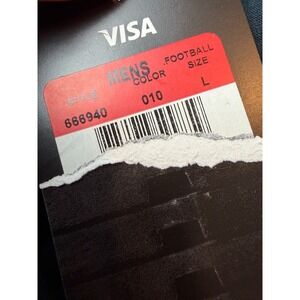 VISA
MENS FOOTBALL
STYLE COLOR SIZE
666940 010 L